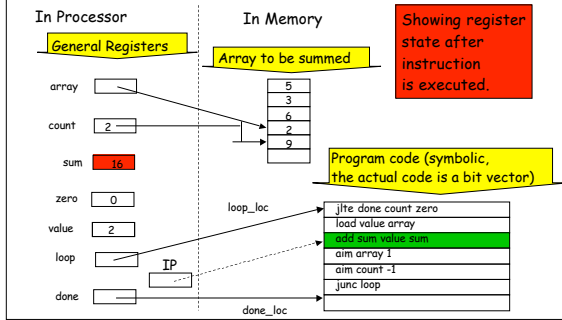 In Processor
In Memory
Showing register
state after
instruction
is executed.
General Registers
Array to be summed
array
5
3
6
2
9
count 2
sum 16
Program code (symbolic,
the actual code is a bit vector)
zero 0
value 2
loop
IP
done
loop_loc
done_loc
jlte done count zero
load value array
add sum value sum
aim array 1
aim count -1
junc loop